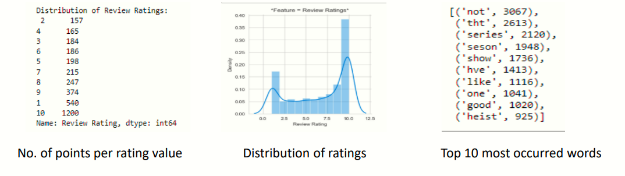 Distribution of Review Ratings:
2 157
4 165
3 184
6 186
5 198
7 215
8 247
9 374
1 540
10 1200
Name: Review Rating, dtype: int64
No. of points per rating value
"Feature - Review Ratings"
0.40
0.35
0.30
0.25
0.20
0.15
0.10
0.05
0.00
Density
0.0 2.5 5.0 7.5 10.0 12.5
Review Rating
Distribution of ratings
[('not', 3067),
('tht', 2613),
('series', 2120),
('seson', 1948),
('show', 1736),
('hve', 1413),
('like', 1116),
('one', 1041),
('good', 1020),
('heist', 925)]
Top 10 most occurred words